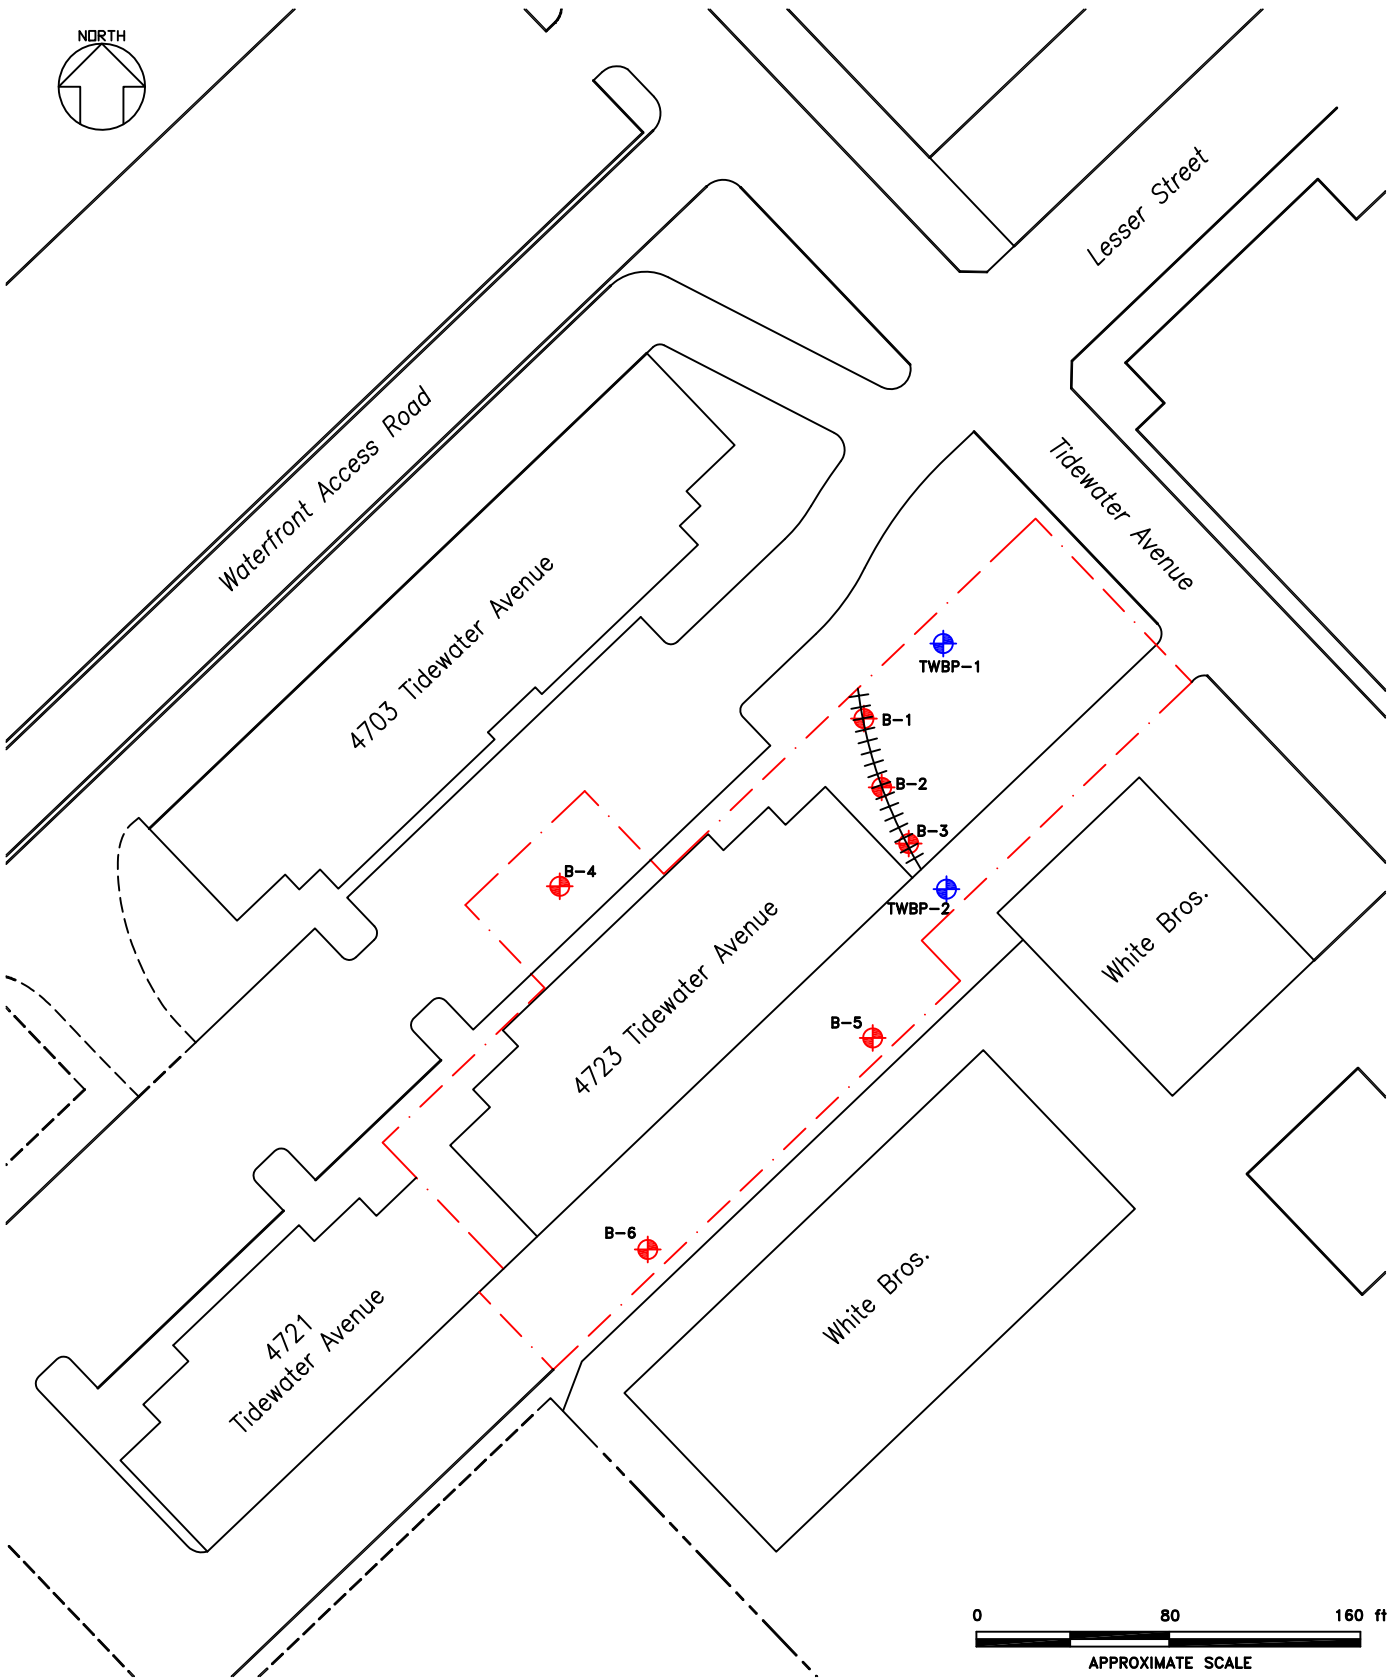 NORTH
Lesser Street
Waterfront Access Road
Tidewater Avenue
4703 Tidewater Avenue
TWBP-1
B-1
B-2
B-3
B-4
TWBP-2
White Bros.
4723 Tidewater Avenue
B-5
B-6
White Bros.
4721
Tidewater Avenue
0 80 160 ft
APPROXIMATE SCALE